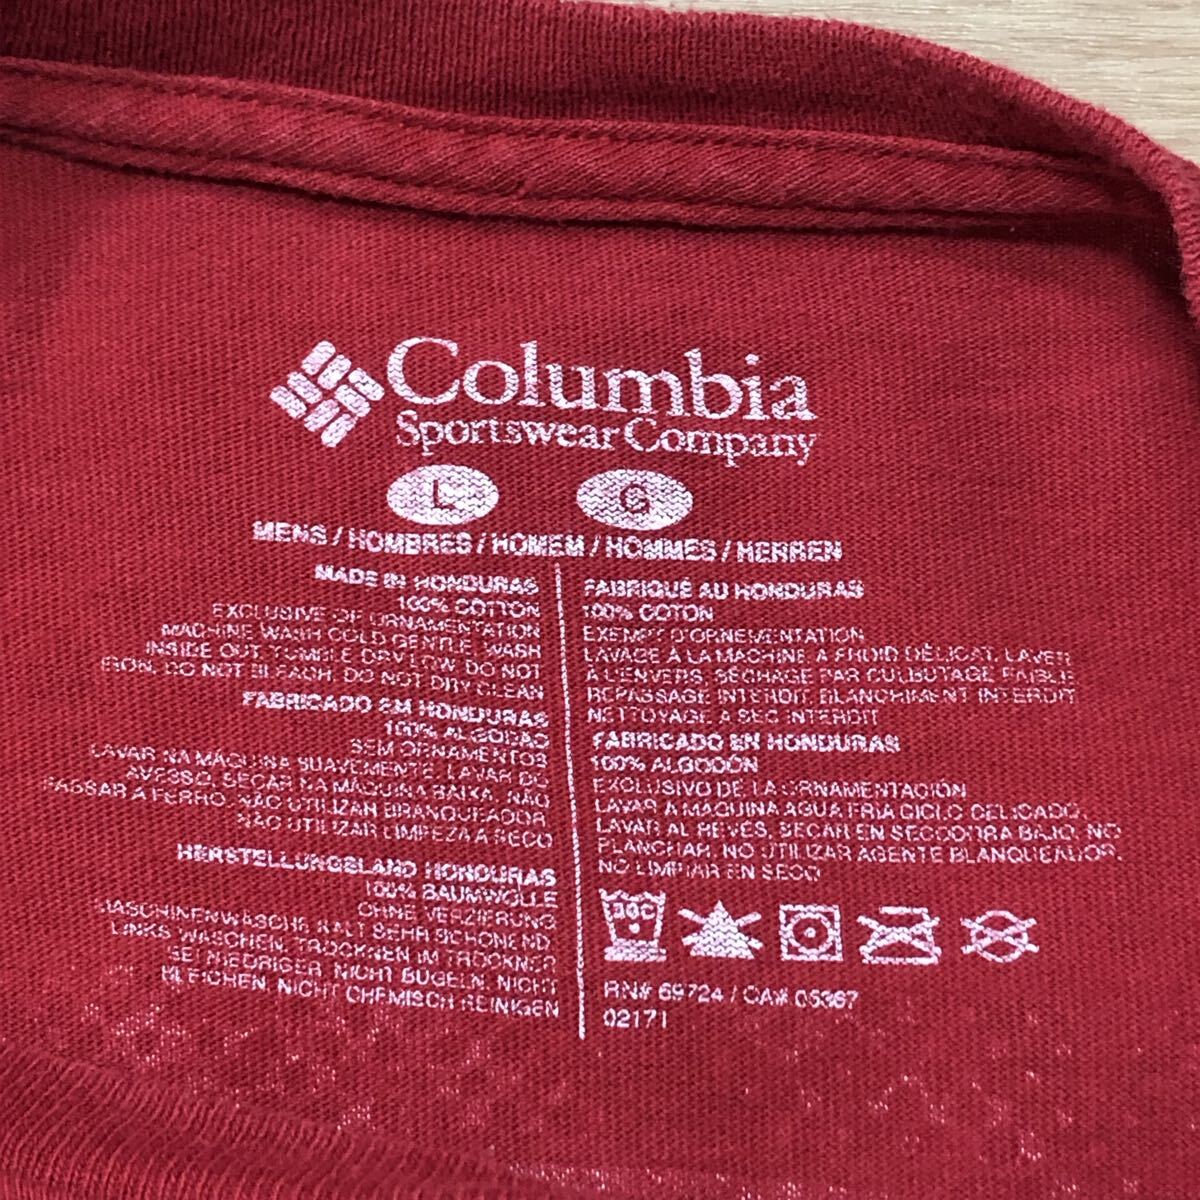 Columbia
Sportswear Company
L G
MENS / HOMBRES / HOMEM / HOMMES / HERREN
MADE IN HONDURAS
100% COTTON
EXCLUSIVE OF ORNAMENTATION
MACHINE WASH COLD GENTLE, WASH
INSIDE OUT TUMBLE DRY LOW, DO NOT
IRON, DO NOT BLEACH, DO NOT DRY CLEAN
FABRICADO EM HONDURAS
100% ALGODAO
SEM ORNAMENTOS
LAVAR NA MÁQUINA SUAVEMENTE, LAVAR DO
AVESSO, SECAR NA MÁQUINA BAIXA, NÃO
PASSAR A FERRO, NÃO UTILIZAR BRANQUEADOR
NÃO UTILIZAR LIMPEZA A SECO
HERSTELLUNGSLAND HONDURAS
100% BAUMWOLLE
OHNE VERZIERUNG
MASCHINENWÄSCHE KALT SEHR SCHONEND,
LINKS WASCHEN, TROCKNEN IM TROCKNER
BEI NIEDRIGER, NICHT BÜGELN, NICHT
BLEICHEN, NICHT CHEMISCH REINIGEN
FABRIQUÉ AU HONDURAS
100% COTON
EXEMPT D'ORNEMENTATION
LAVAGE À LA MACHINE À FROID DÉLICAT, LAVER
À L'ENVERS, SÉCHAGE PAR CULBUTAGE FAIBLE
REPASSAGE INTERDIT, BLANCHIMENT INTERDIT
NETTOYAGE À SEC INTERDIT
FABRICADO EN HONDURAS
100% ALGODÓN
EXCLUSIVO DE LA ORNAMENTACIÓN
LAVAR A MÁQUINA AGUA FRIA CICLO DELICADO,
LAVAR AL REVÉS, SECAR EN SECODORA BAJO, NO
PLANCHAR, NO UTILIZAR AGENTE BLANQUEADOR,
NO LIMPIAR EN SECO
30C
RN# 69724 / CA# 05367
02171